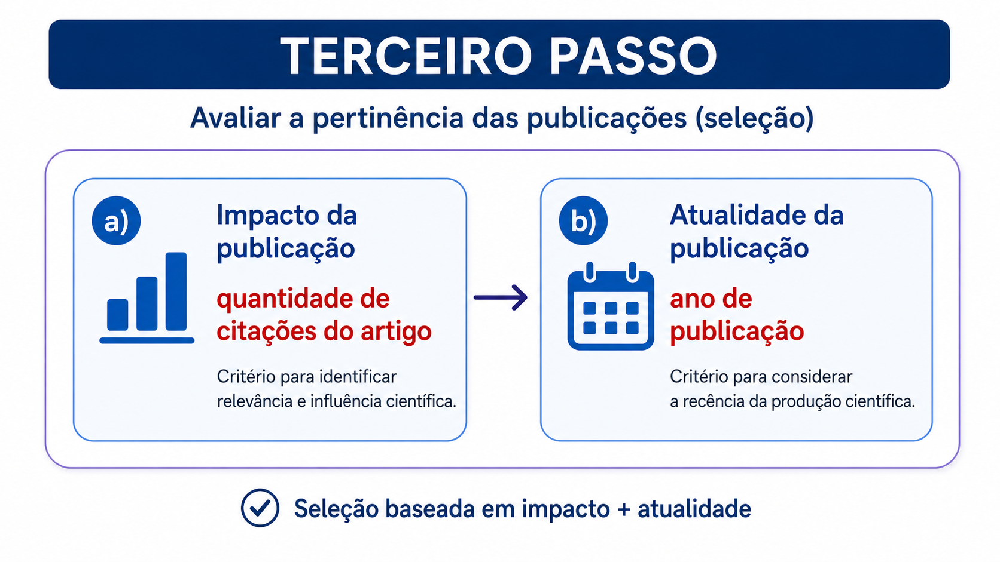 TERCEIRO PASSO
Avaliar a pertinência das publicações (seleção)
a)
Impacto da
publicação
quantidade de
citações do artigo
Critério para identificar
relevância e influência científica.
b)
Atualidade da
publicação
ano de
publicação
Critério para considerar
a recência da produção científica.
Seleção baseada em impacto + atualidade